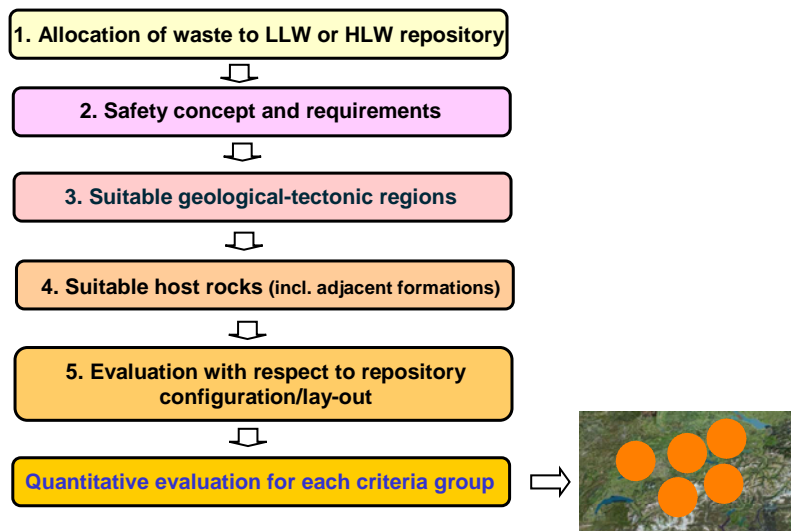 1. Allocation of waste to LLW or HLW repository
2. Safety concept and requirements
3. Suitable geological-tectonic regions
4. Suitable host rocks (incl. adjacent formations)
5. Evaluation with respect to repository
configuration/lay-out
Quantitative evaluation for each criteria group